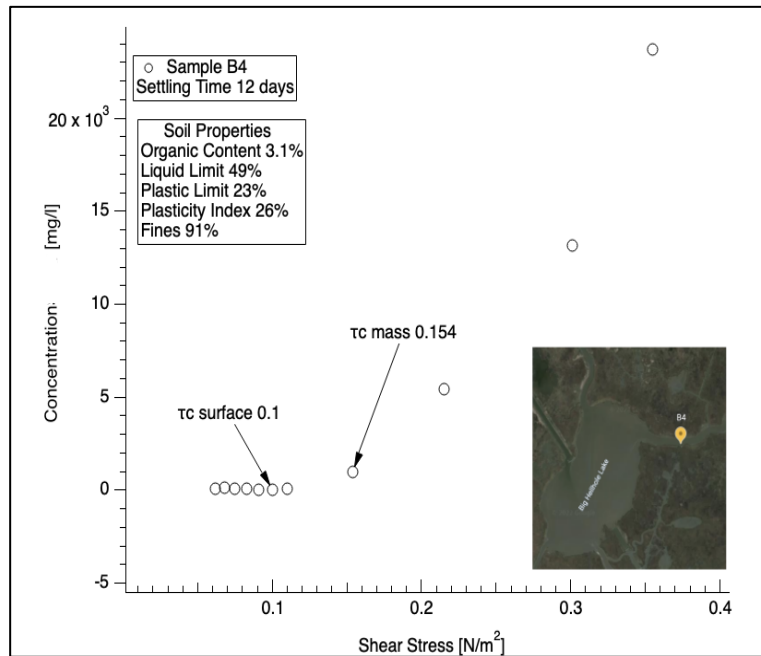 Sample B4
Settling Time 12 days
Soil Properties
Organic Content 3.1%
Liquid Limit 49%
Plastic Limit 23%
Plasticity Index 26%
Fines 91%
τc mass 0.154
τc surface 0.1
Concentration [mg/l]
20 x 10³
15
10
5
0
-5
0.1
0.2
0.3
0.4
Shear Stress [N/m²]
B4
Big Hellhole Lake